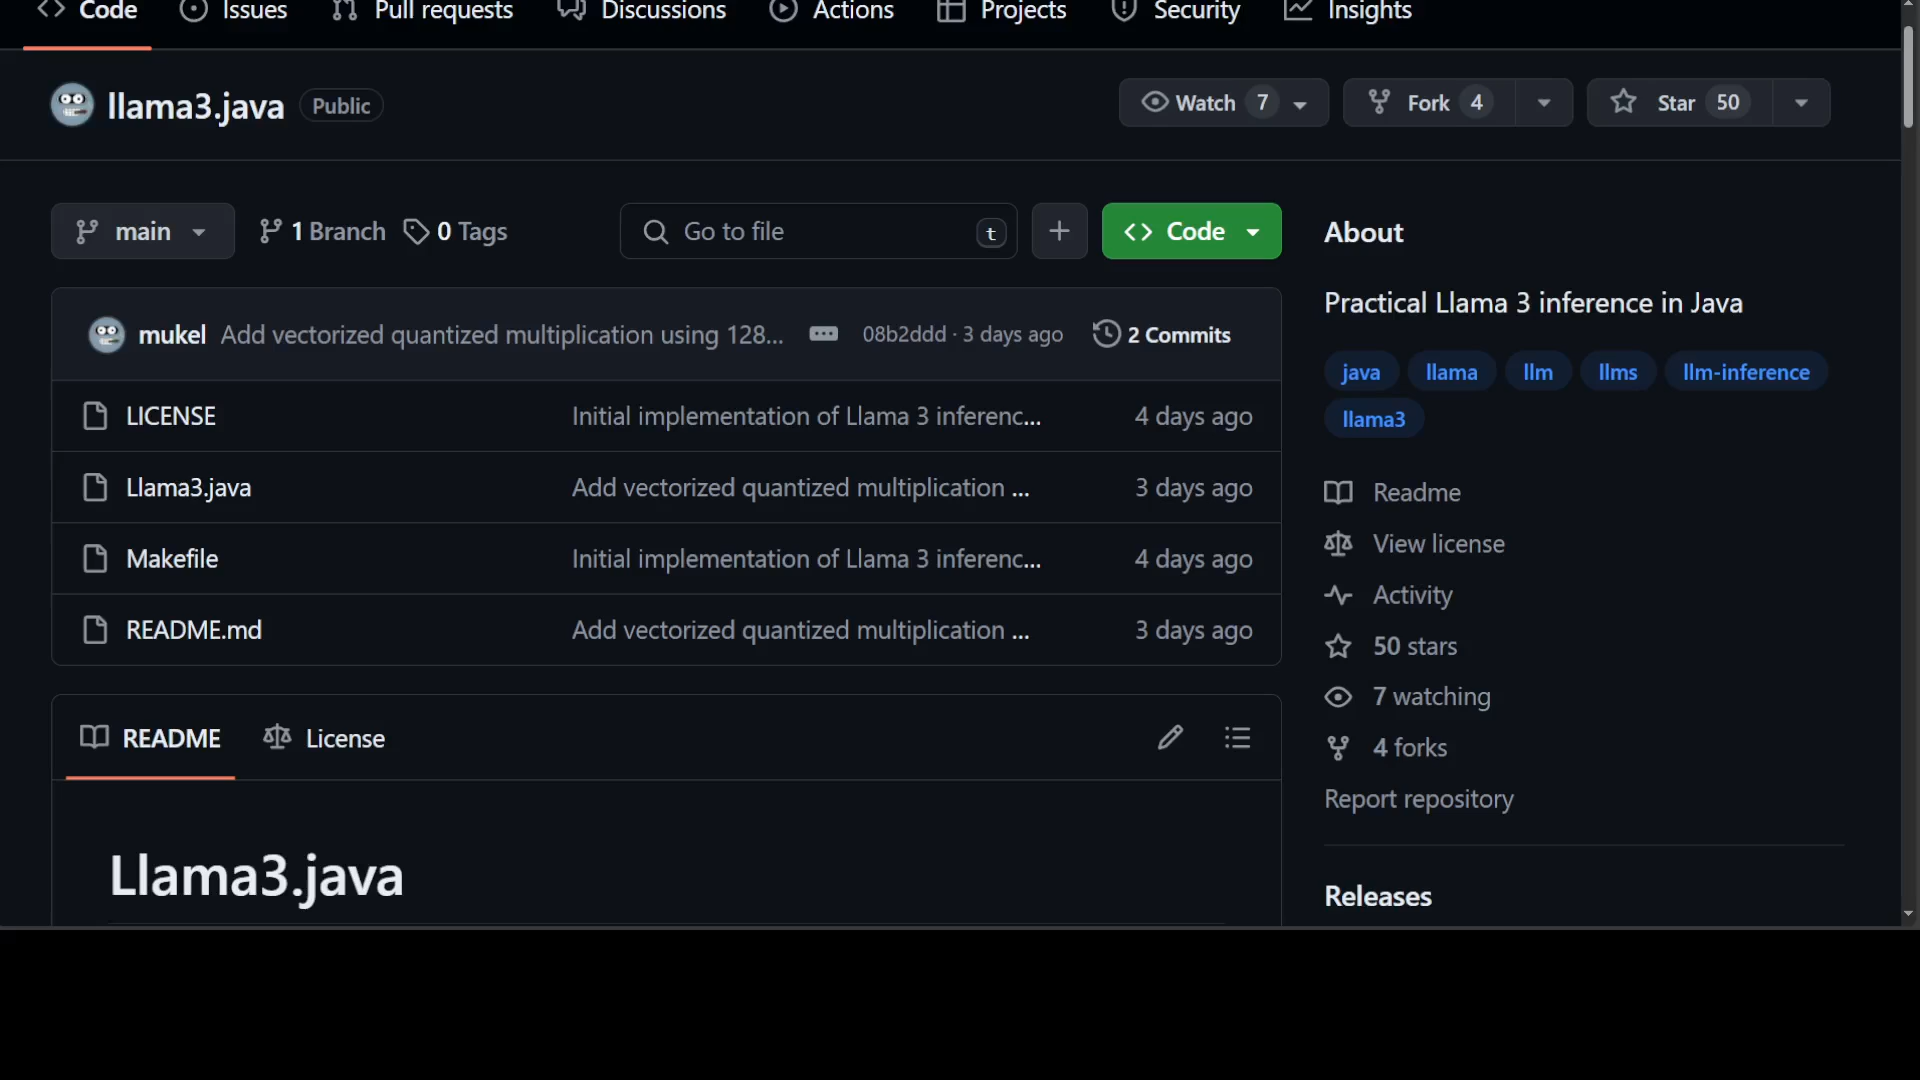 Code Issues Pull requests Discussions Actions Projects Security Insights
llama3.java Public Watch 7 Fork 4 Star 50
main 1 Branch 0 Tags Go to file t Code
mukel Add vectorized quantized multiplication using 128... 08b2ddd · 3 days ago 2 Commits
LICENSE Initial implementation of Llama 3 inferenc... 4 days ago
Llama3.java Add vectorized quantized multiplication ... 3 days ago
Makefile Initial implementation of Llama 3 inferenc... 4 days ago
README.md Add vectorized quantized multiplication ... 3 days ago
README License
Llama3.java
About
Practical Llama 3 inference in Java
java llama llm llms llm-inference
llama3
Readme
View license
Activity
50 stars
7 watching
4 forks
Report repository
Releases